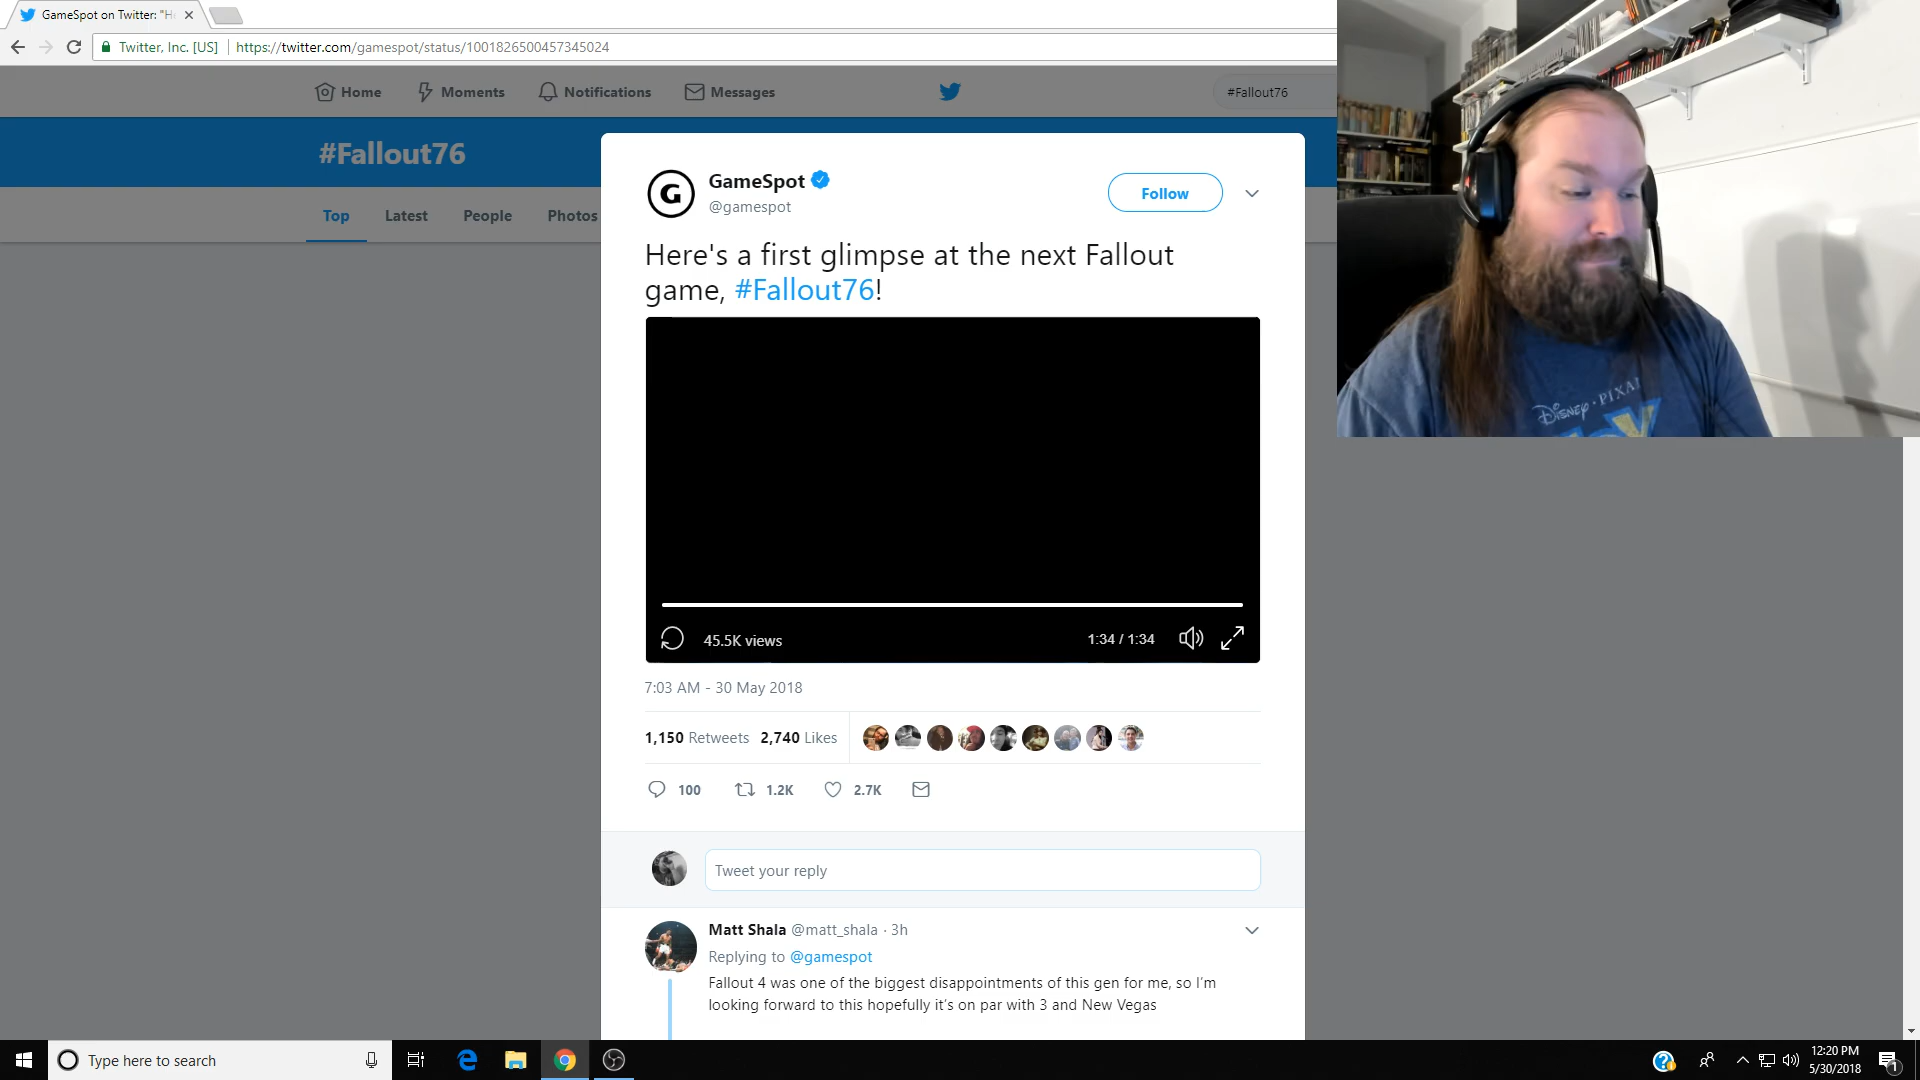 GameSpot on Twitter: "He
Twitter, Inc. [US]
https://twitter.com/gamespot/status/1001826500457345024
Home
Moments
Notifications
Messages
#Fallout76
#Fallout76
Top
Latest
People
Photos
G
GameSpot
@gamespot
Follow
Here's a first glimpse at the next Fallout
game, #Fallout76!
45.5K views
1:34 / 1:34
7:03 AM - 30 May 2018
1,150 Retweets 2,740 Likes
100
1.2K
2.7K
Tweet your reply
Matt Shala @matt_shala · 3h
Replying to @gamespot
Fallout 4 was one of the biggest disappointments of this gen for me, so I'm
looking forward to this hopefully it's on par with 3 and New Vegas
DISNEY·PIXAR
Type here to search
12:20 PM
5/30/2018
1